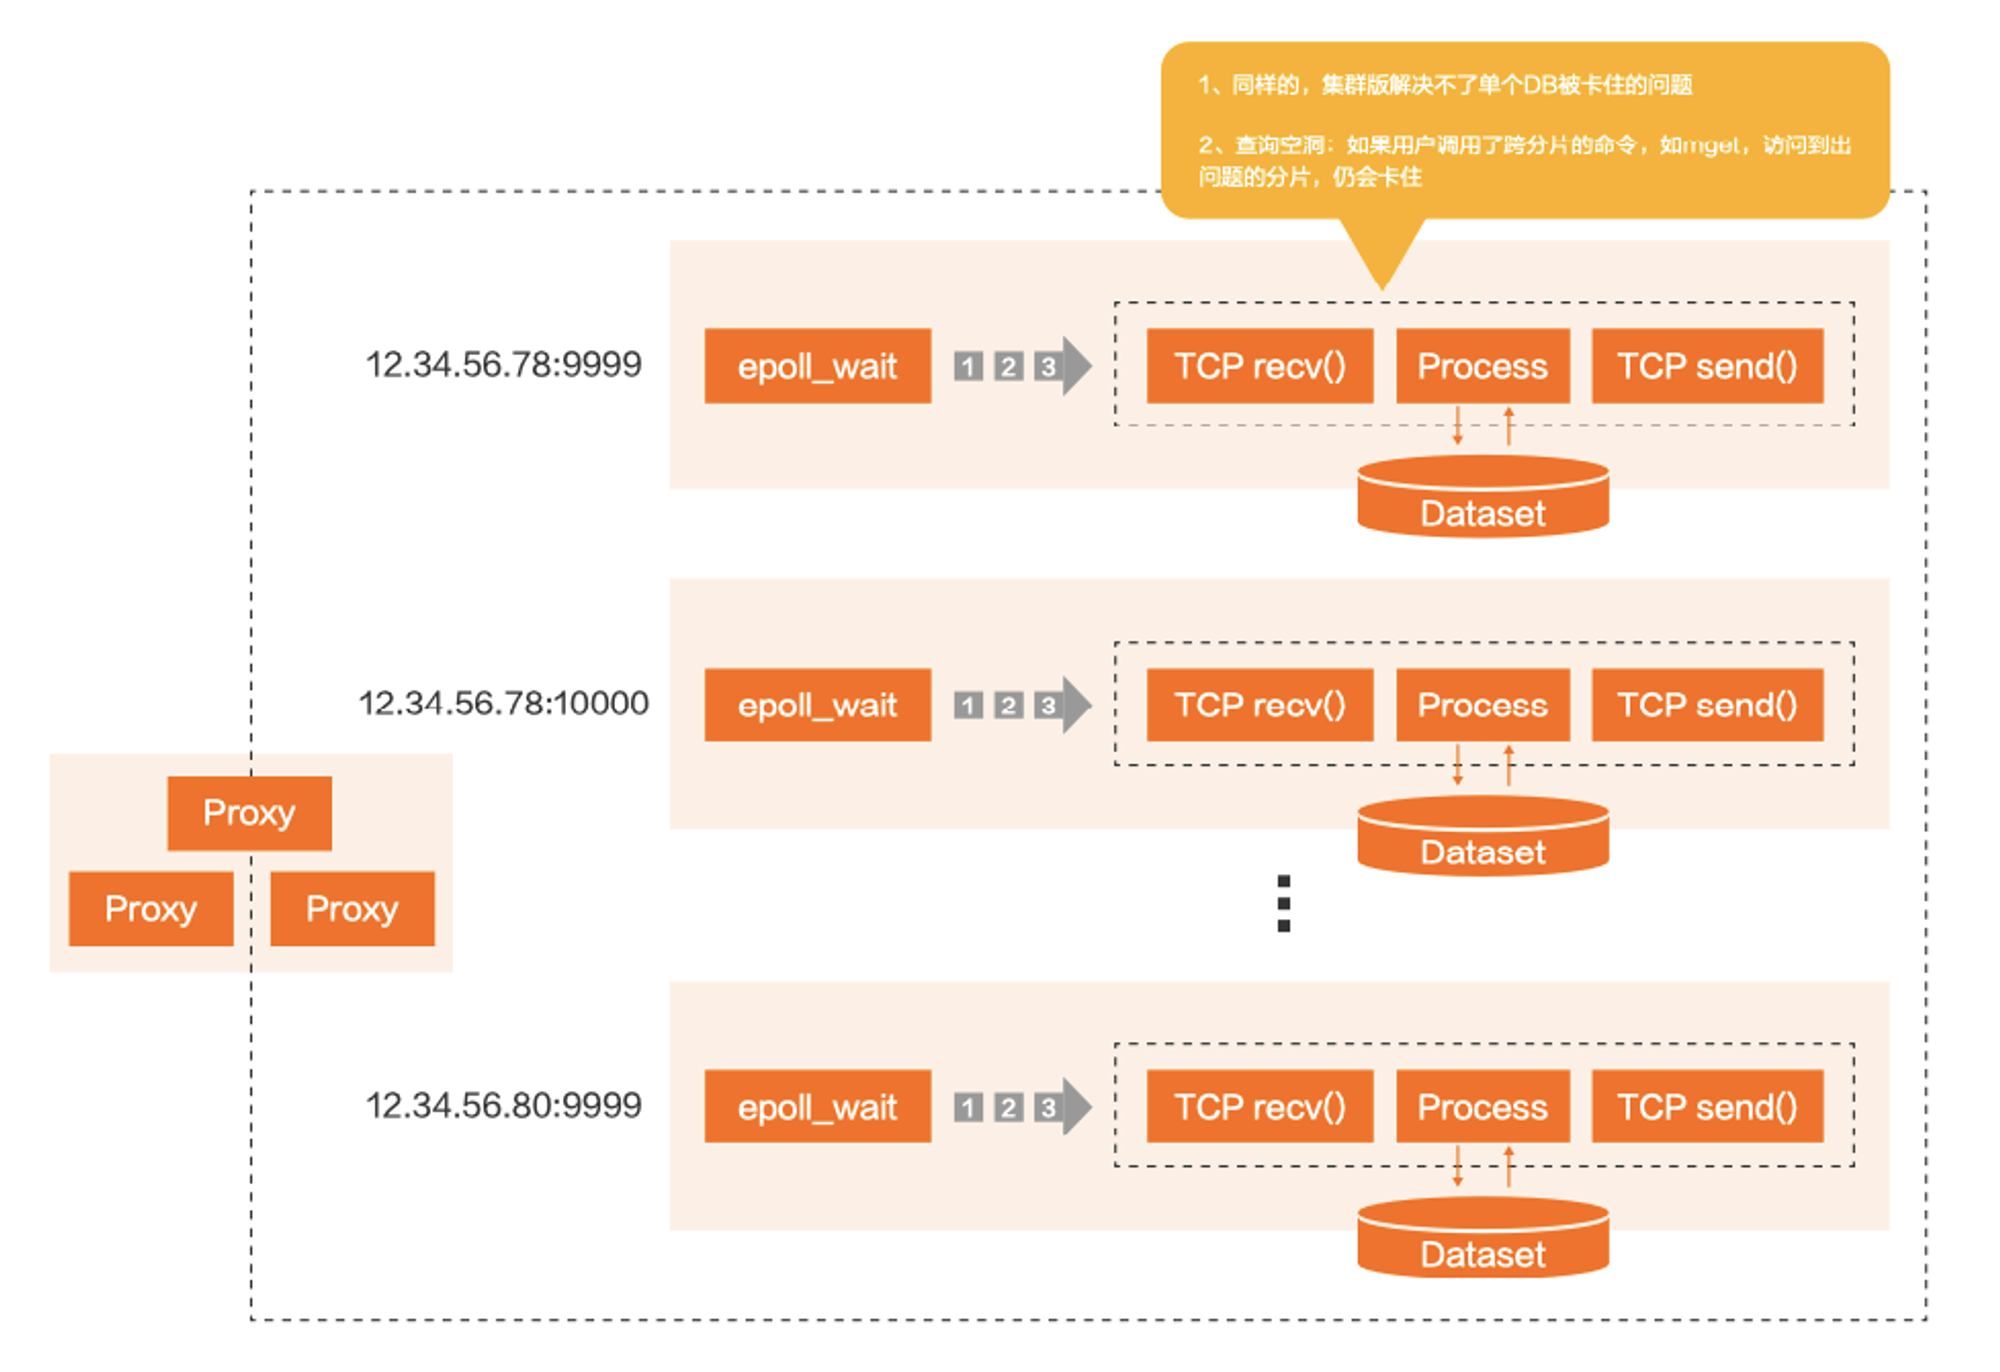 1、同样的，集群版解决不了单个DB被卡住的问题
2、查询空洞：如果用户调用了跨分片的命令，如mget，访问到出
问题的分片，仍会卡住
12.34.56.78:9999
epoll_wait
1 2 3
TCP recv()
Process
TCP send()
Dataset
12.34.56.78:10000
epoll_wait
1 2 3
TCP recv()
Process
TCP send()
Dataset
Proxy
Proxy
Proxy
12.34.56.80:9999
epoll_wait
1 2 3
TCP recv()
Process
TCP send()
Dataset